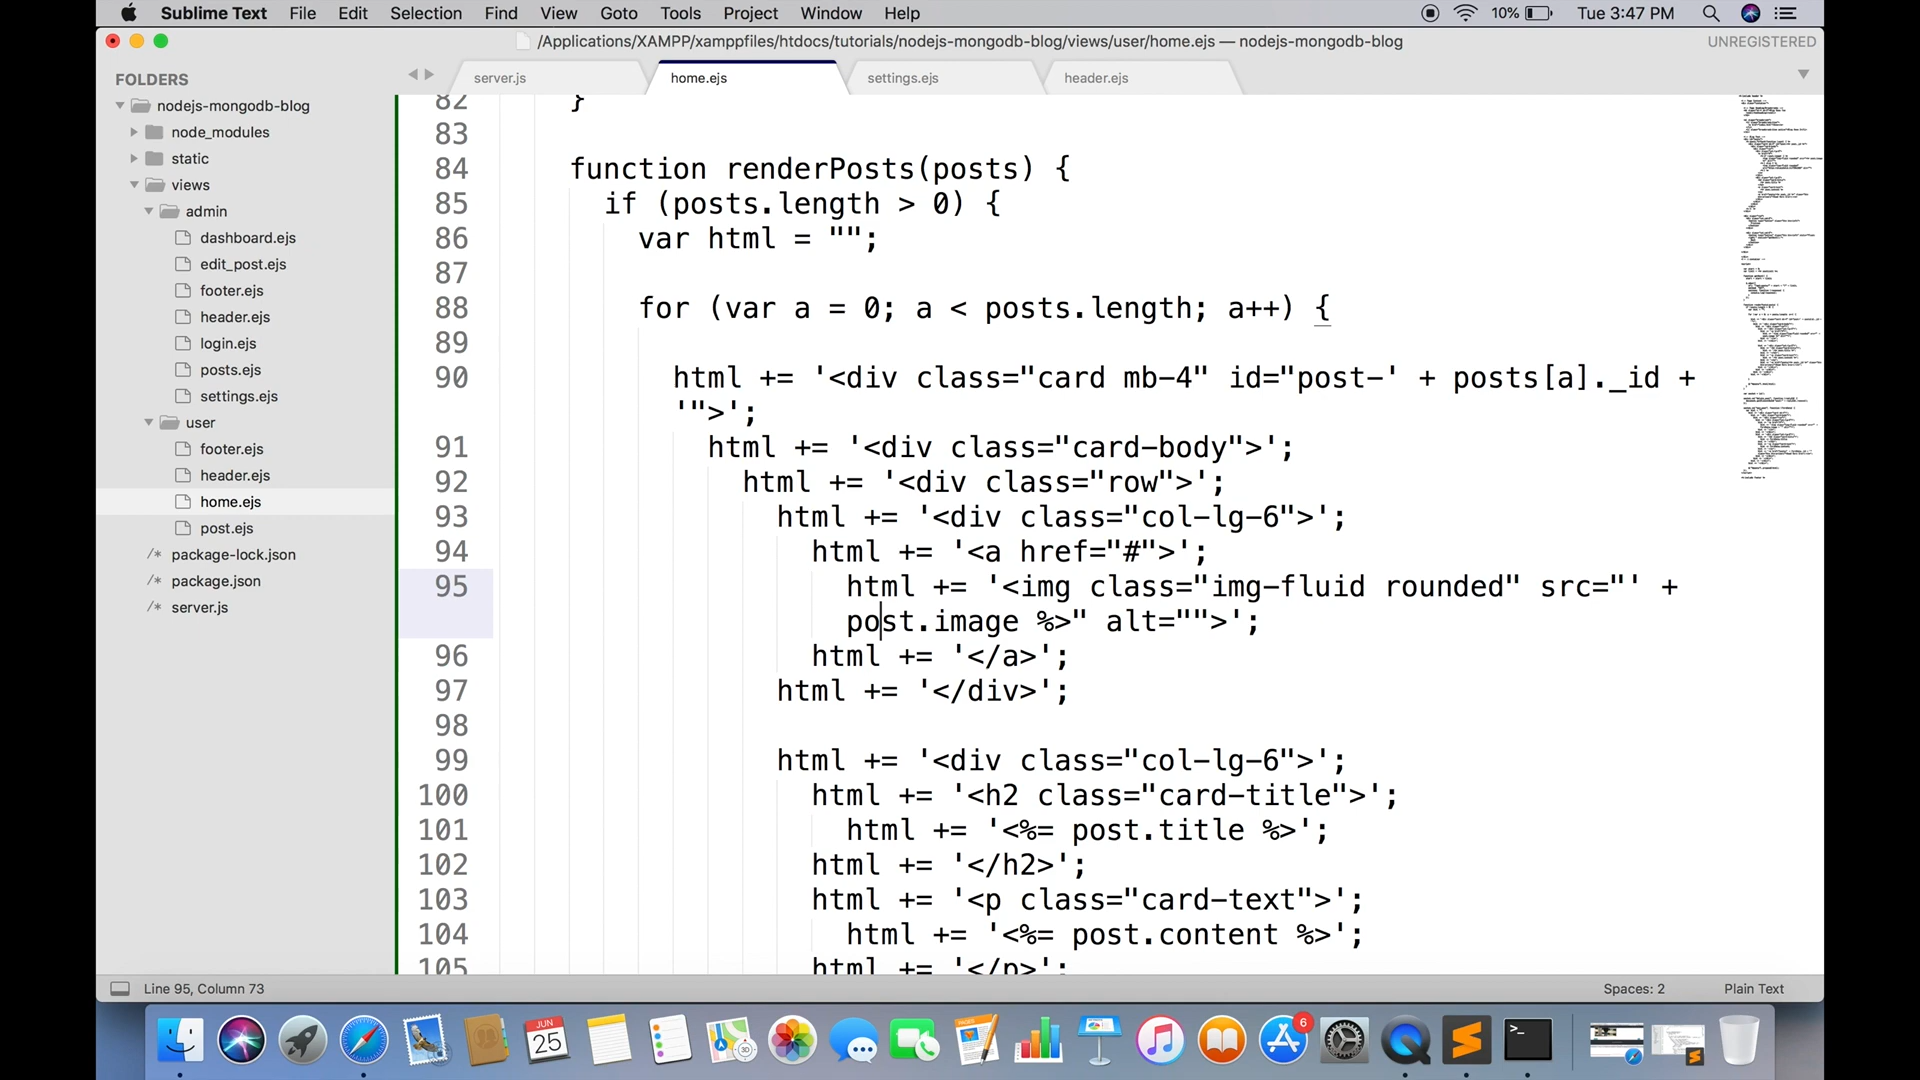 Sublime Text File Edit Selection Find View Goto Tools Project Window Help 10% Tue 3:47 PM
/Applications/XAMPP/xamppfiles/htdocs/tutorials/nodejs-mongodb-blog/views/user/home.ejs — nodejs-mongodb-blog UNREGISTERED
server.js home.ejs settings.ejs header.ejs
FOLDERS
nodejs-mongodb-blog
node_modules
static
views
admin
dashboard.ejs
edit_post.ejs
footer.ejs
header.ejs
login.ejs
posts.ejs
settings.ejs
user
footer.ejs
header.ejs
home.ejs
post.ejs
/* package-lock.json
/* package.json
/* server.js
82 }
83
84 function renderPosts(posts) {
85 if (posts.length > 0) {
86 var html = "";
87
88 for (var a = 0; a < posts.length; a++) {
89
90 html += '<div class="card mb-4" id="post-' + posts[a]._id +
'">';
91 html += '<div class="card-body">';
92 html += '<div class="row">';
93 html += '<div class="col-lg-6">';
94 html += '<a href="#">';
95 html += '<img class="img-fluid rounded" src="' +
post.image %>" alt="">';
96 html += '</a>';
97 html += '</div>';
98
99 html += '<div class="col-lg-6">';
100 html += '<h2 class="card-title">';
101 html += '<%= post.title %>';
102 html += '</h2>';
103 html += '<p class="card-text">';
104 html += '<%= post.content %>';
105 html += '</p>';
Line 95, Column 73 Spaces: 2 Plain Text
JUN
25
PAGES
6
>_